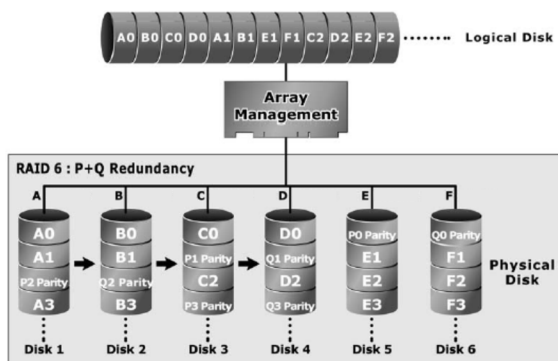 A0 B0 C0 D0 A1 B1 E1 F1 C2 D2 E2 F2 Logical Disk
Array
Management
RAID 6 : P+Q Redundancy
A B C D E F
A0 B0 C0 D0 P0 Parity Q0 Parity
A1 B1 P1 Parity Q1 Parity E1 F1
P2 Parity Q2 Parity C2 D2 E2 F2
A3 B3 P3 Parity Q3 Parity E3 F3
Physical
Disk
Disk 1 Disk 2 Disk 3 Disk 4 Disk 5 Disk 6